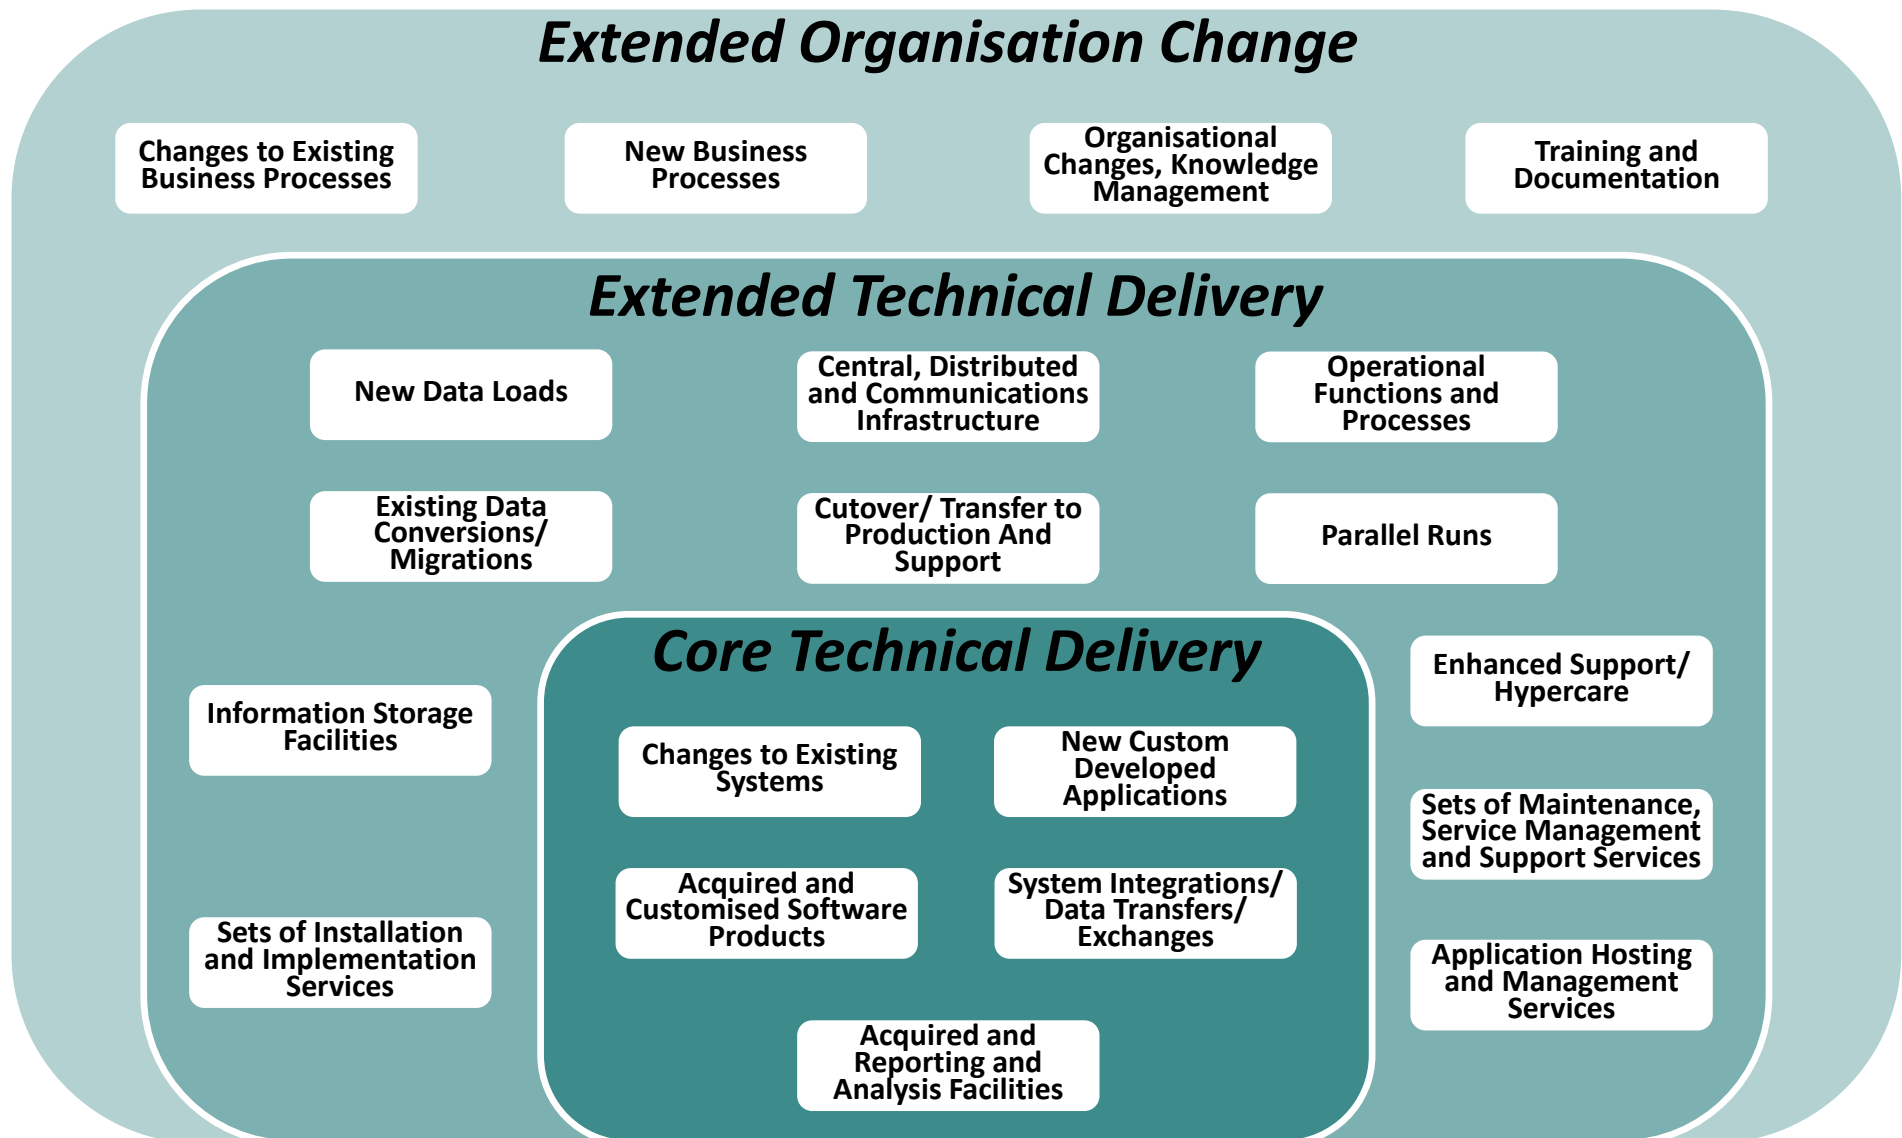 Extended Organisation Change
Changes to Existing
Business Processes
New Business
Processes
Organisational
Changes, Knowledge
Management
Training and
Documentation
Extended Technical Delivery
New Data Loads
Central, Distributed
and Communications
Infrastructure
Operational
Functions and
Processes
Existing Data
Conversions/
Migrations
Cutover/ Transfer to
Production And
Support
Parallel Runs
Core Technical Delivery
Information Storage
Facilities
Sets of Installation
and Implementation
Services
Changes to Existing
Systems
New Custom
Developed
Applications
Acquired and
Customised Software
Products
System Integrations/
Data Transfers/
Exchanges
Acquired and
Reporting and
Analysis Facilities
Enhanced Support/
Hypercare
Sets of Maintenance,
Service Management
and Support Services
Application Hosting
and Management
Services